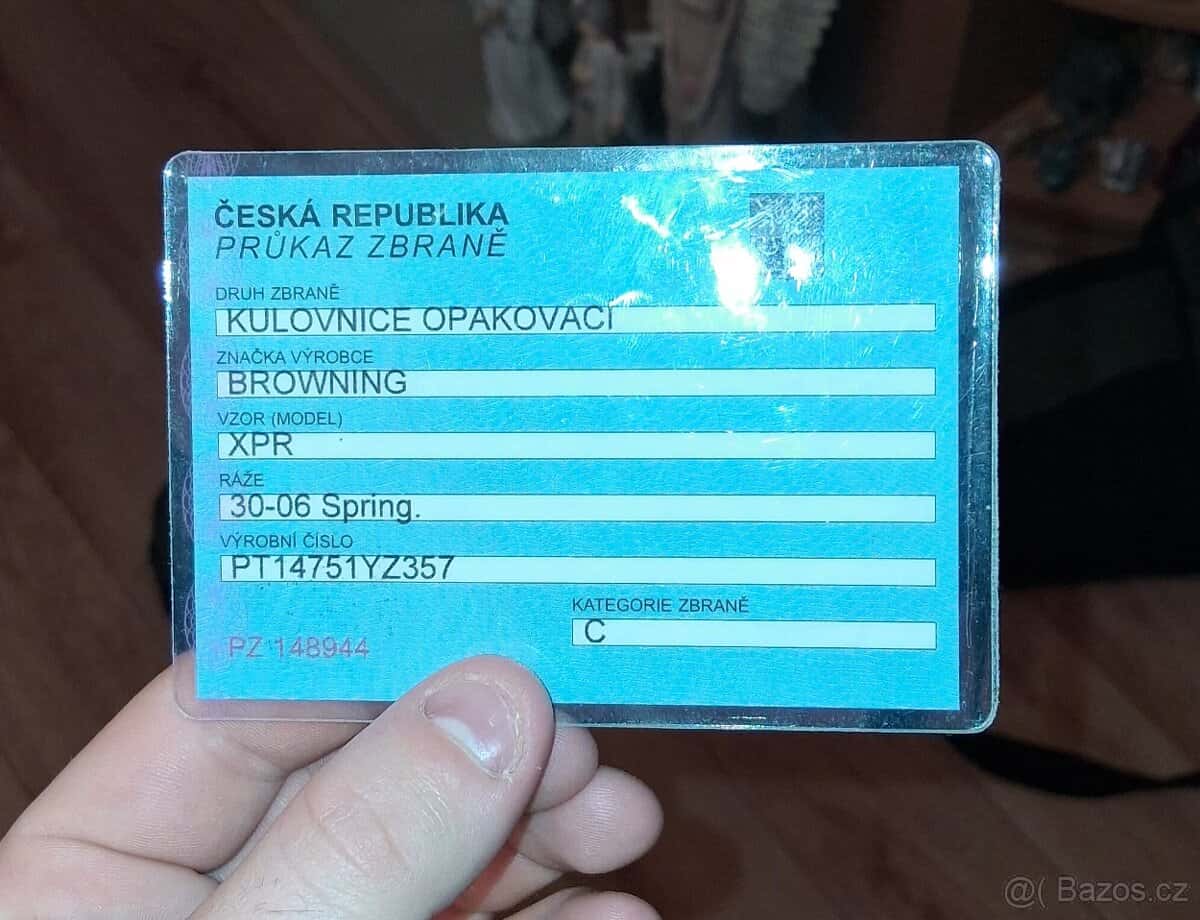 ČESKÁ REPUBLIKA
PRŮKAZ ZBRANĚ
DRUH ZBRANĚ
KULOVNICE OPAKOVACÍ
ZNAČKA VÝROBCE
BROWNING
VZOR (MODEL)
XPR
RÁŽE
30-06 Spring.
VÝROBNÍ ČÍSLO
PT14751YZ357
KATEGORIE ZBRANĚ
C
PZ 148944
@( Bazos.cz